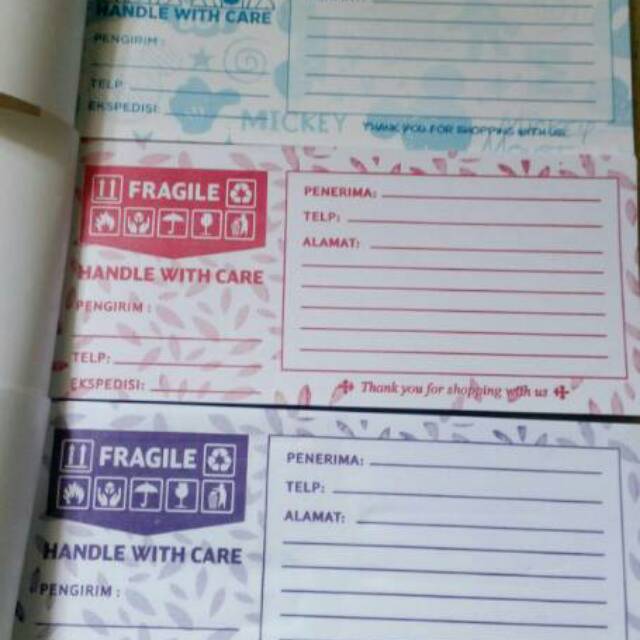 HANDLE WITH CARE
PENGIRIM :
TELP
EKSPEDISI:
MICKEY
THANK YOU FOR SHOPPING WITH US
FRAGILE
HANDLE WITH CARE
PENGIRIM :
TELP:
EKSPEDISI:
PENERIMA:
TELP:
ALAMAT:
Thank you for shopping with us
FRAGILE
HANDLE WITH CARE
PENGIRIM :
PENERIMA:
TELP:
ALAMAT: